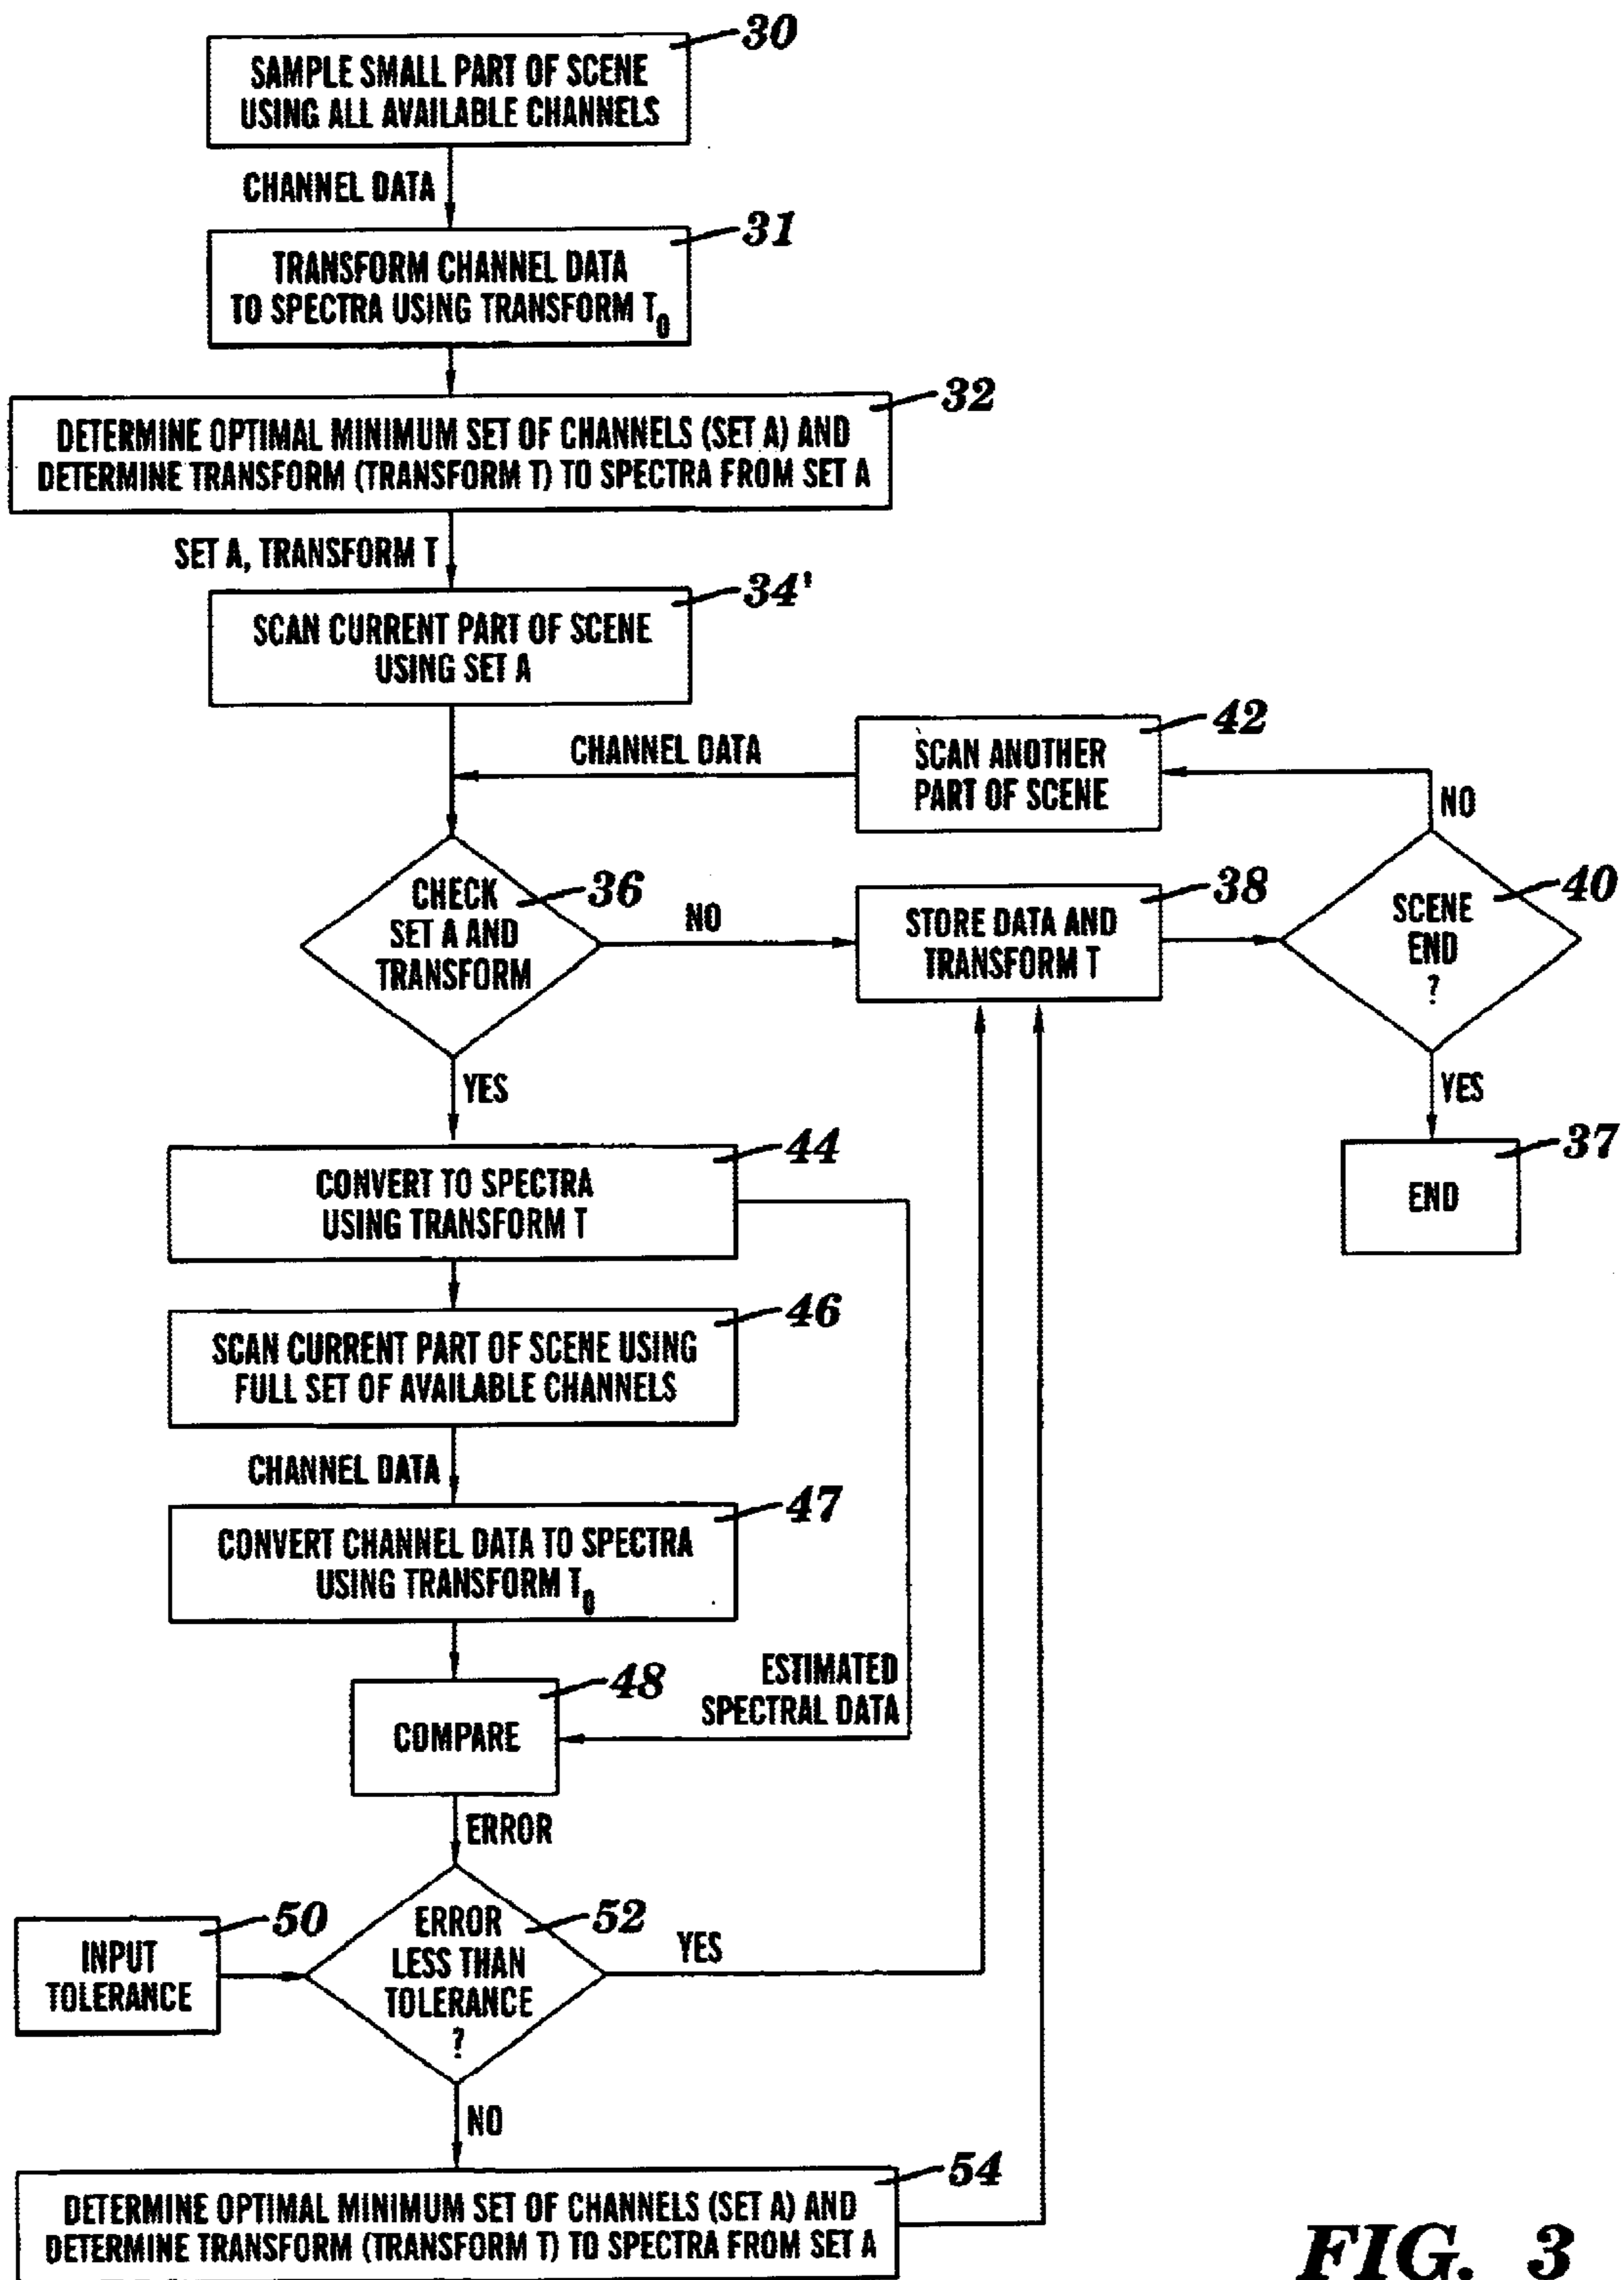 30
SAMPLE SMALL PART OF SCENE
USING ALL AVAILABLE CHANNELS
CHANNEL DATA
31
TRANSFORM CHANNEL DATA
TO SPECTRA USING TRANSFORM T0
32
DETERMINE OPTIMAL MINIMUM SET OF CHANNELS (SET A) AND
DETERMINE TRANSFORM (TRANSFORM T) TO SPECTRA FROM SET A
SET A, TRANSFORM T
34'
SCAN CURRENT PART OF SCENE
USING SET A
42
CHANNEL DATA
SCAN ANOTHER
PART OF SCENE
NO
36
CHECK
SET A AND
TRANSFORM
NO
38
STORE DATA AND
TRANSFORM T
40
SCENE
END
?
YES
YES
37
END
44
CONVERT TO SPECTRA
USING TRANSFORM T
46
SCAN CURRENT PART OF SCENE USING
FULL SET OF AVAILABLE CHANNELS
CHANNEL DATA
47
CONVERT CHANNEL DATA TO SPECTRA
USING TRANSFORM T0
ESTIMATED
SPECTRAL DATA
48
COMPARE
ERROR
50
INPUT
TOLERANCE
52
ERROR
LESS THAN
TOLERANCE
?
YES
NO
54
DETERMINE OPTIMAL MINIMUM SET OF CHANNELS (SET A) AND
DETERMINE TRANSFORM (TRANSFORM T) TO SPECTRA FROM SET A
FIG. 3